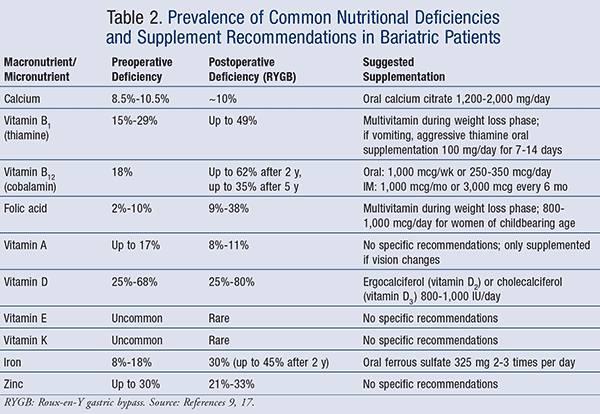 Table 2. Prevalence of Common Nutritional Deficiencies
and Supplement Recommendations in Bariatric Patients
Macronutrient/ Preoperative Postoperative Suggested
Micronutrient Deficiency Deficiency (RYGB) Supplementation
Calcium 8.5%-10.5% ~10% Oral calcium citrate 1,200-2,000 mg/day
Vitamin B1 15%-29% Up to 49% Multivitamin during weight loss phase;
(thiamine) if vomiting, aggressive thiamine oral
supplementation 100 mg/day for 7-14 days
Vitamin B12 18% Up to 62% after 2 y, Oral: 1,000 mcg/wk or 250-350 mcg/day
(cobalamin) up to 35% after 5 y IM: 1,000 mcg/mo or 3,000 mcg every 6 mo
Folic acid 2%-10% 9%-38% Multivitamin during weight loss phase; 800-
1,000 mcg/day for women of childbearing age
Vitamin A Up to 17% 8%-11% No specific recommendations; only supplemented
if vision changes
Vitamin D 25%-68% 25%-80% Ergocalciferol (vitamin D2) or cholecalciferol
(vitamin D3) 800-1,000 IU/day
Vitamin E Uncommon Rare No specific recommendations
Vitamin K Uncommon Rare No specific recommendations
Iron 8%-18% 30% (up to 45% after 2 y) Oral ferrous sulfate 325 mg 2-3 times per day
Zinc Up to 30% 21%-33% No specific recommendations
RYGB: Roux-en-Y gastric bypass. Source: References 9, 17.